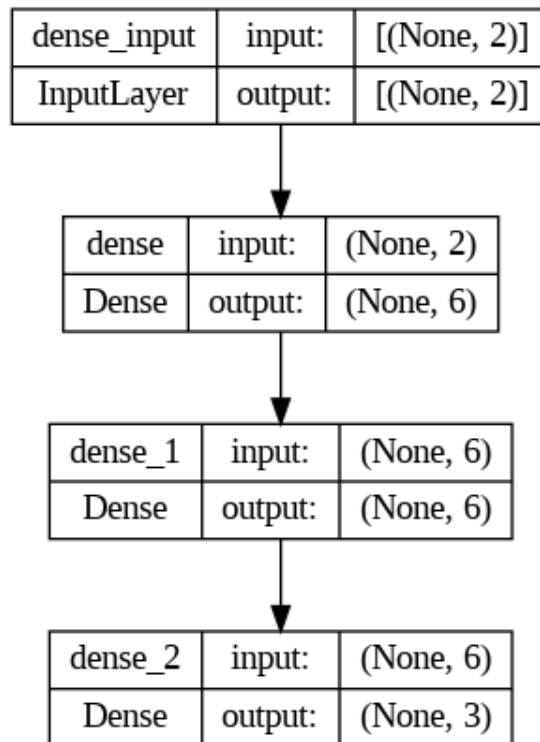 dense_input input: [(None, 2)]
InputLayer output: [(None, 2)]
dense input: (None, 2)
Dense output: (None, 6)
dense_1 input: (None, 6)
Dense output: (None, 6)
dense_2 input: (None, 6)
Dense output: (None, 3)